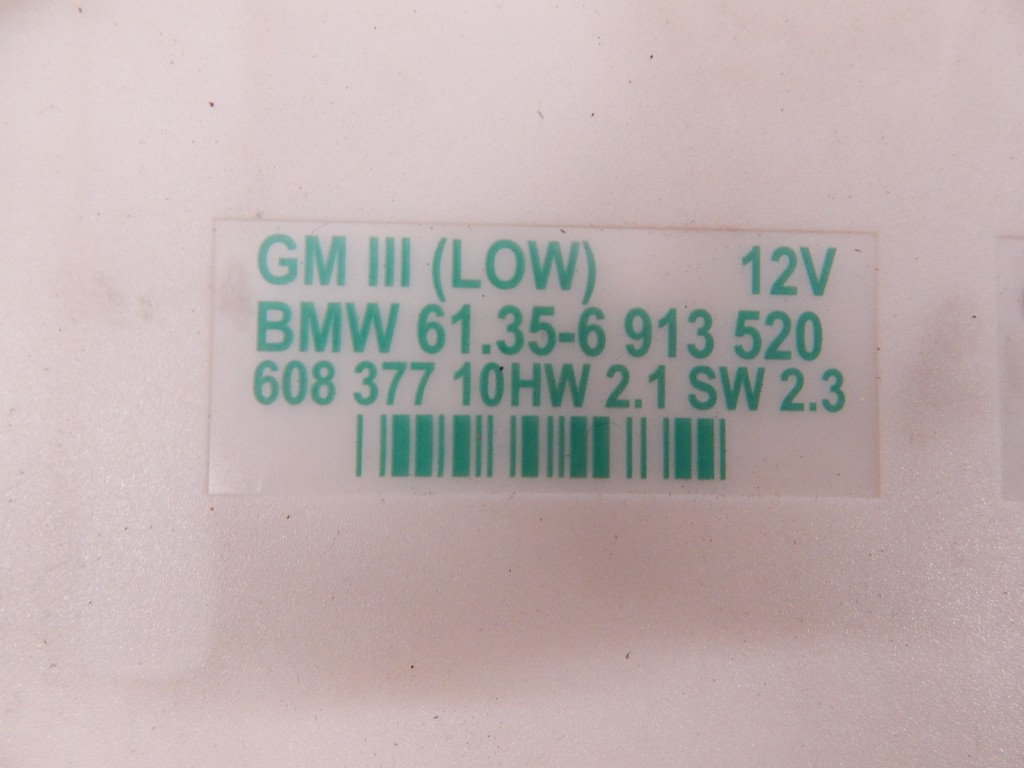 GM III (LOW) 12V
BMW 61.35-6 913 520
608 377 10HW 2.1 SW 2.3